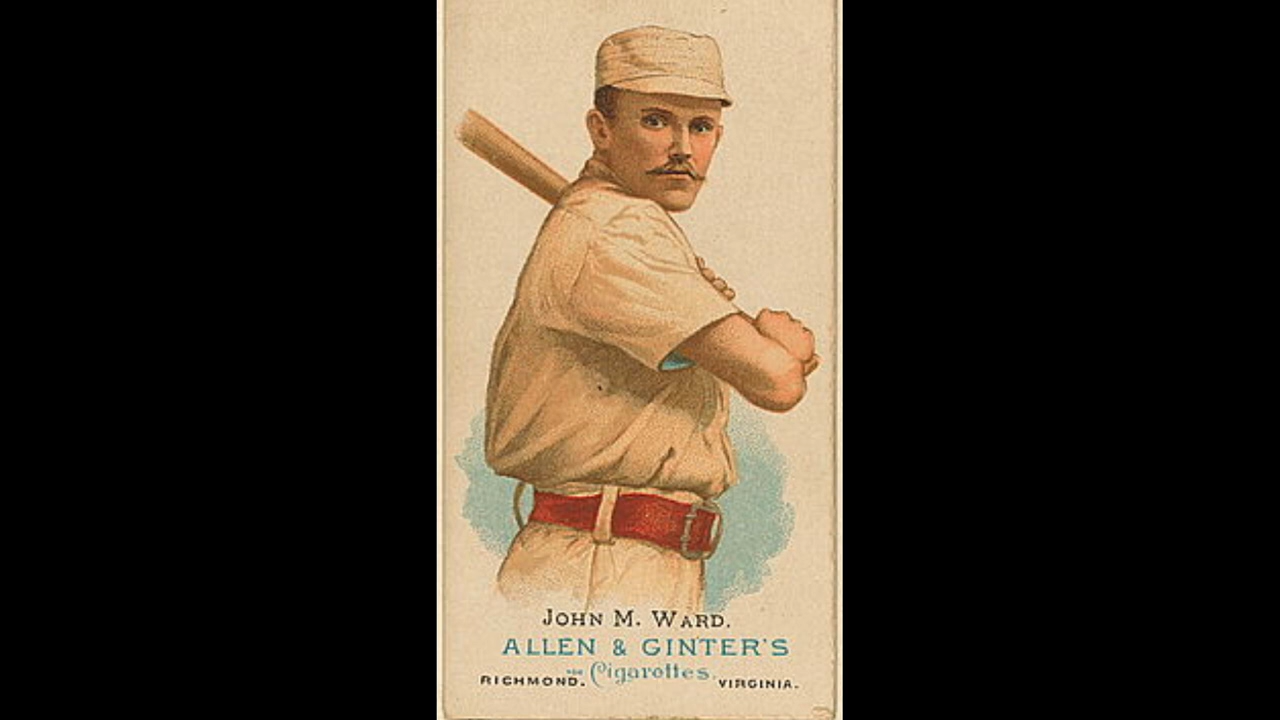 JOHN M. WARD.
ALLEN & GINTER'S
Cigarettes.
RICHMOND. VIRGINIA.